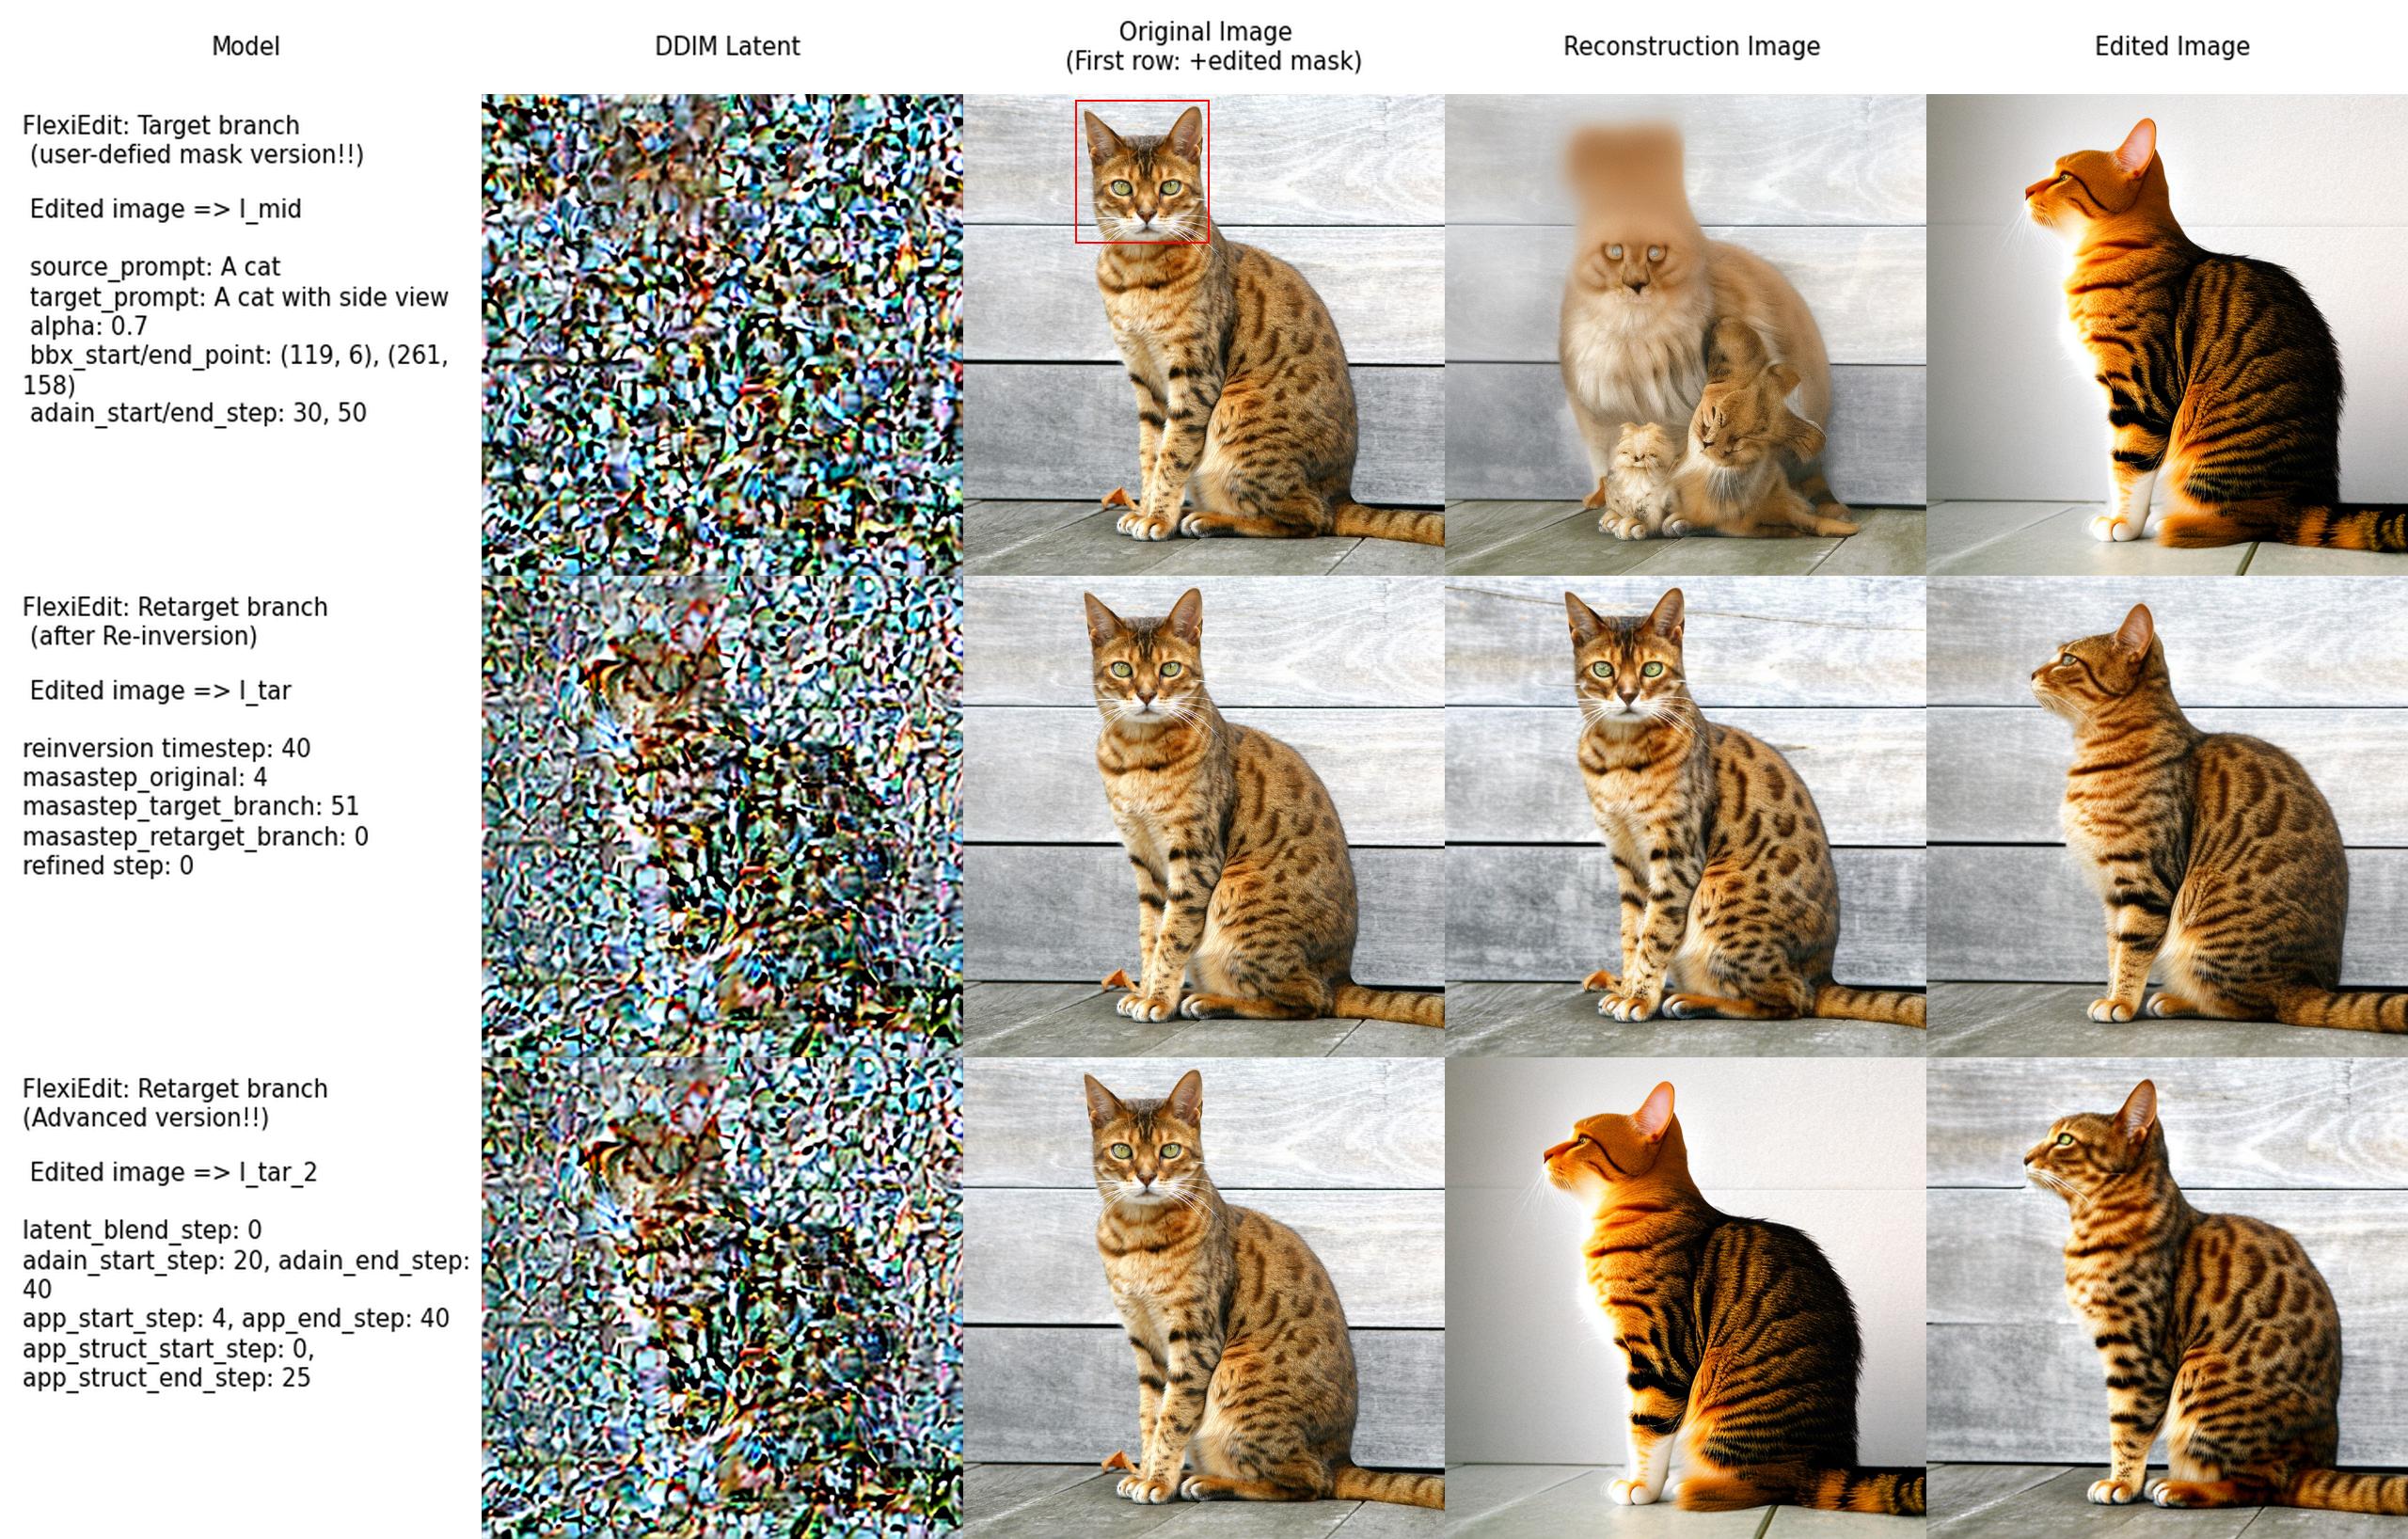 Model
DDIM Latent
Original Image
(First row: +edited mask)
Reconstruction Image
Edited Image
FlexiEdit: Target branch
(user-defied mask version!!)
Edited image => I_mid
source_prompt: A cat
target_prompt: A cat with side view
alpha: 0.7
bbx_start/end_point: (119, 6), (261,
158)
adain_start/end_step: 30, 50
FlexiEdit: Retarget branch
(after Re-inversion)
Edited image => I_tar
reinversion timestep: 40
masastep_original: 4
masastep_target_branch: 51
masastep_retarget_branch: 0
refined step: 0
FlexiEdit: Retarget branch
(Advanced version!!)
Edited image => I_tar_2
latent_blend_step: 0
adain_start_step: 20, adain_end_step:
40
app_start_step: 4, app_end_step: 40
app_struct_start_step: 0,
app_struct_end_step: 25